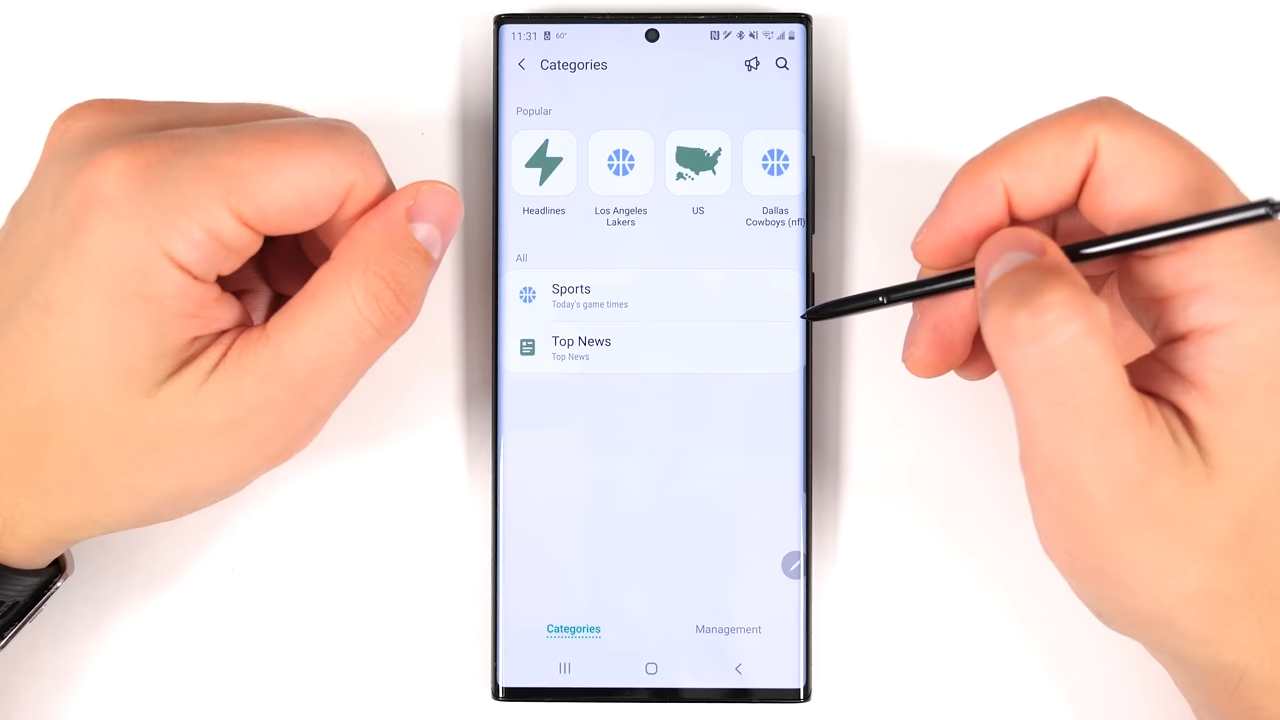 11:31 60°
Categories
Popular
Headlines
Los Angeles
Lakers
US
Dallas
Cowboys (nfl)
All
Sports
Today's game times
Top News
Top News
Categories
Management